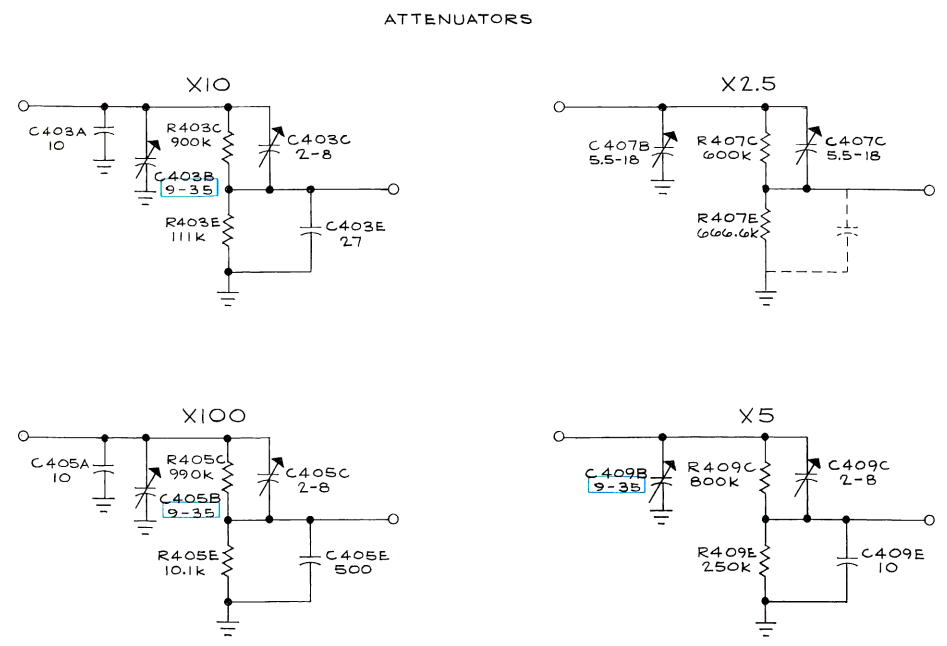 ATTENUATORS
X10
C403A
10
R403C
900K
C403C
2-8
C403B
9-35
R403E
111K
C403E
27
X2.5
C407B
5.5-18
R407C
600K
C407C
5.5-18
R407E
666.6K
X100
C405A
10
R405C
990K
C405C
2-8
C405B
9-35
R405E
10.1K
C405E
500
X5
C409B
9-35
R409C
800K
C409C
2-8
R409E
250K
C409E
10